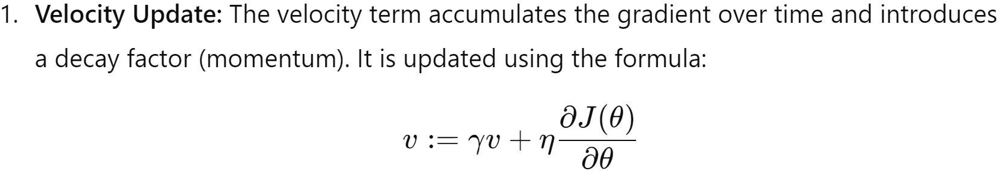 1. Velocity Update: The velocity term accumulates the gradient over time and introduces
a decay factor (momentum). It is updated using the formula:
v := γv + η ∂J(θ)/∂θ